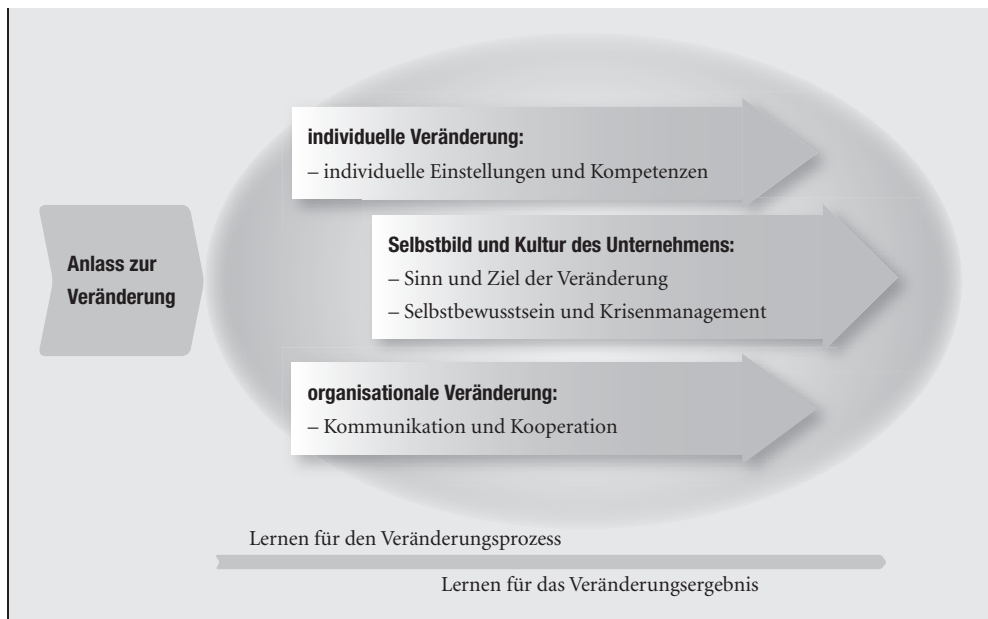 Anlass zur
Veränderung
individuelle Veränderung:
– individuelle Einstellungen und Kompetenzen
Selbstbild und Kultur des Unternehmens:
– Sinn und Ziel der Veränderung
– Selbstbewusstsein und Krisenmanagement
organisationale Veränderung:
– Kommunikation und Kooperation
Lernen für den Veränderungsprozess
Lernen für das Veränderungsergebnis